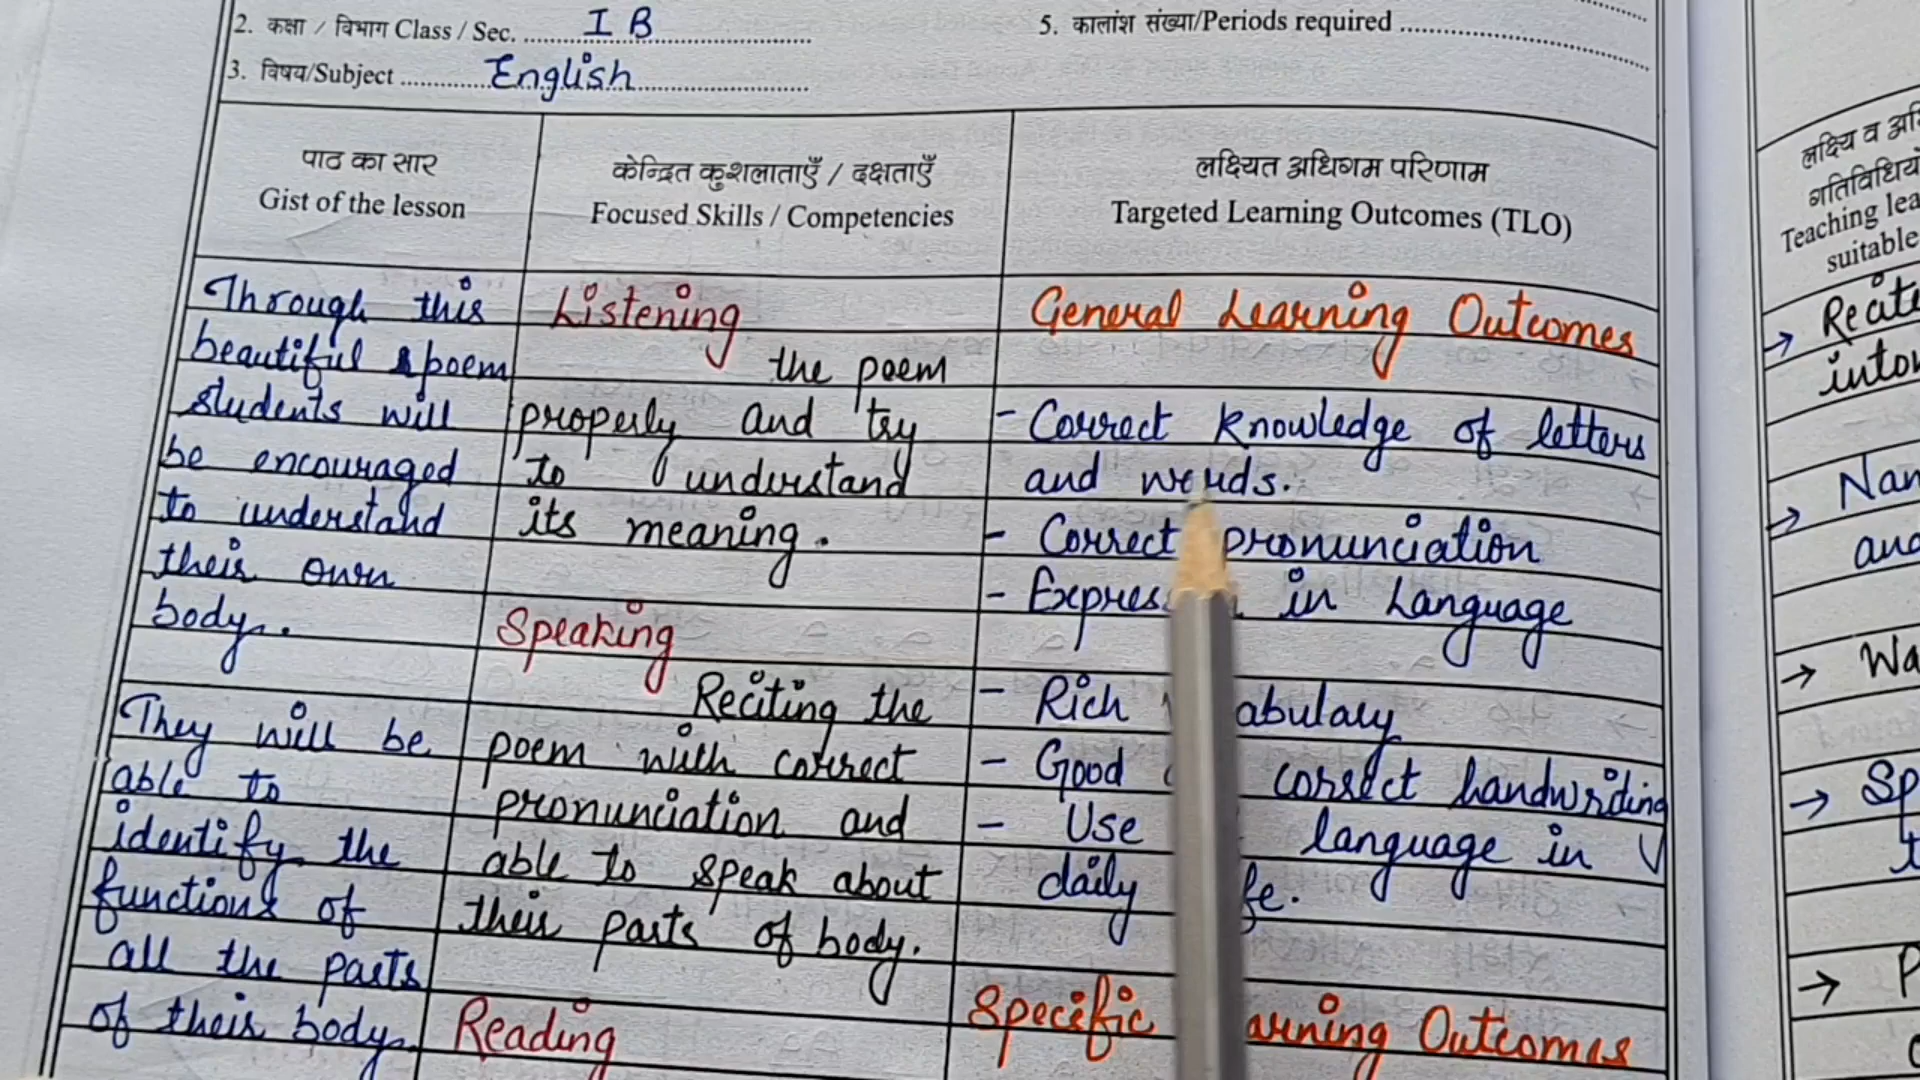 2. कक्षा / विभाग Class / Sec. I B
5. कालांश संख्या/Periods required
3. विषय/Subject English
पाठ का सार
Gist of the lesson
केन्द्रित कुशलताएँ / दक्षताएँ
Focused Skills / Competencies
लक्ष्यित अधिगम परिणाम
Targeted Learning Outcomes (TLO)
Through this
beautiful poem
students will
be encouraged
to understand
their own
body.
They will be
able to
identify the
functions of
all the parts
of their body.
Listening
the poem
properly and try
to understand
its meaning.
Speaking
Reciting the
poem with correct
pronunciation and
able to speak about
their parts of body.
Reading
General Learning Outcomes
- Correct knowledge of letters
and words.
- Correct pronunciation
- in Language
- Rich
- Good correct handwriting
- Use language in
daily
Specific Outcomes
लक्ष्यि व
Teaching
suitable
→
→
→
→
→